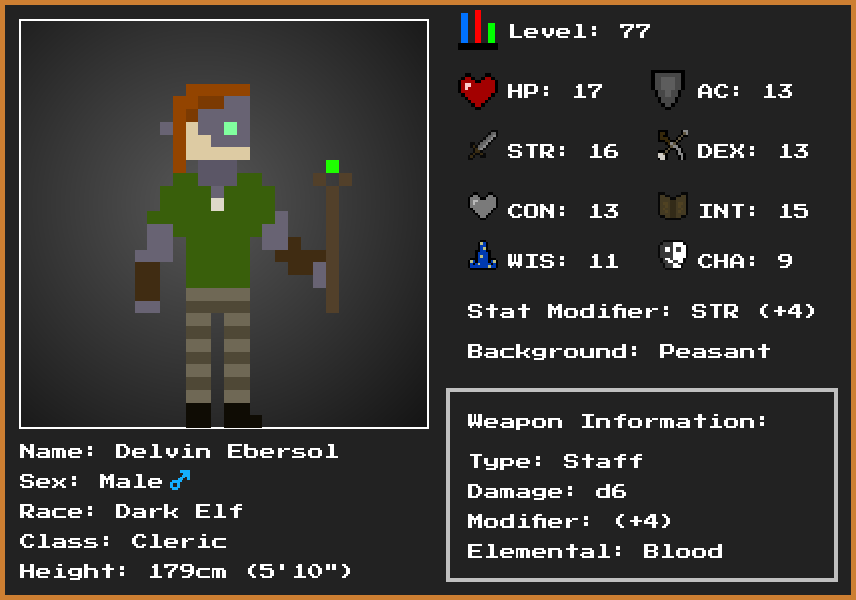 Level: 77
HP: 17
AC: 13
STR: 16
DEX: 13
CON: 13
INT: 15
WIS: 11
CHA: 9
Stat Modifier: STR (+4)
Background: Peasant
Weapon Information:
Type: Staff
Damage: d6
Modifier: (+4)
Elemental: Blood
Name: Delvin Ebersol
Sex: Male♂
Race: Dark Elf
Class: Cleric
Height: 179cm (5'10")